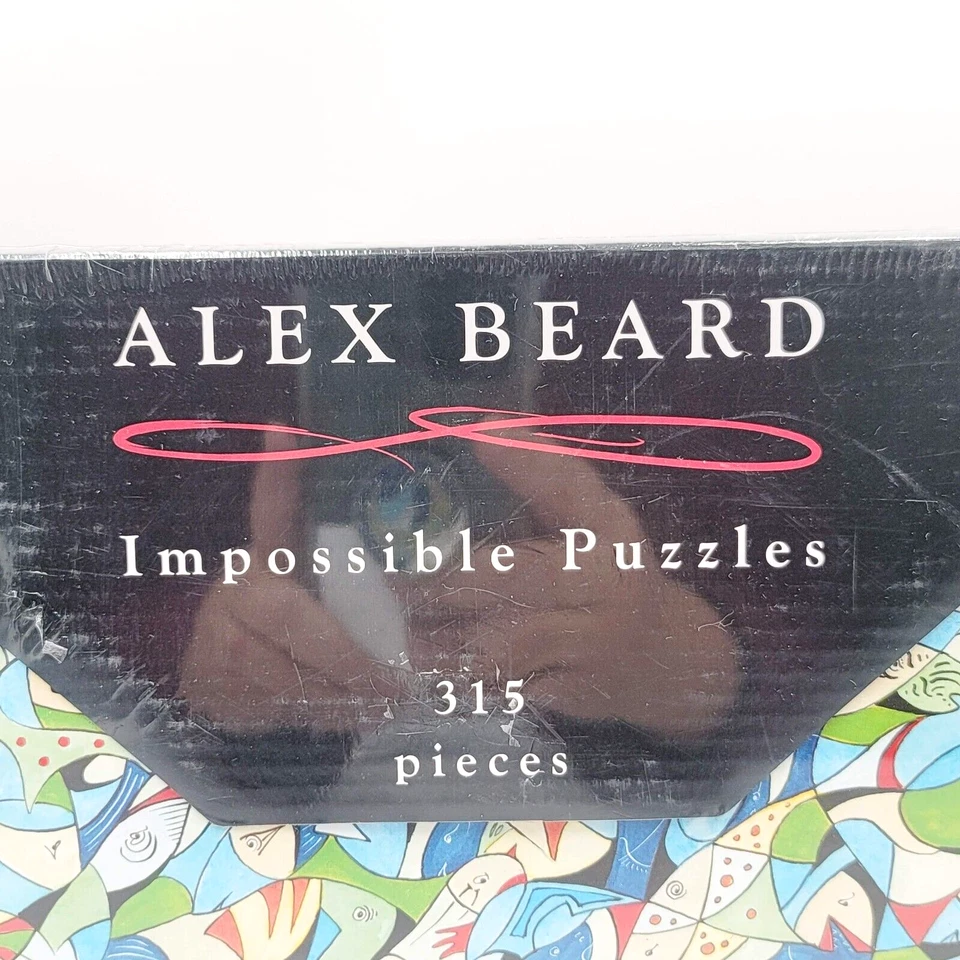 ALEX BEARD
Impossible Puzzles
315
pieces